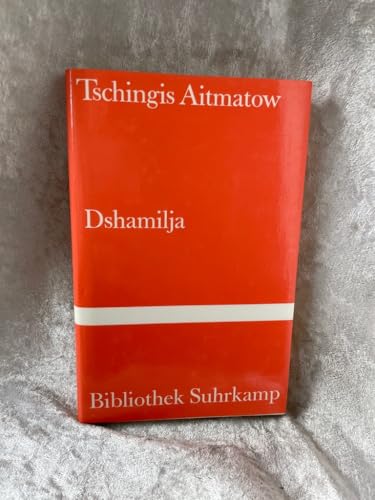 Tschingis Aitmatow
Dshamilja
Bibliothek Suhrkamp